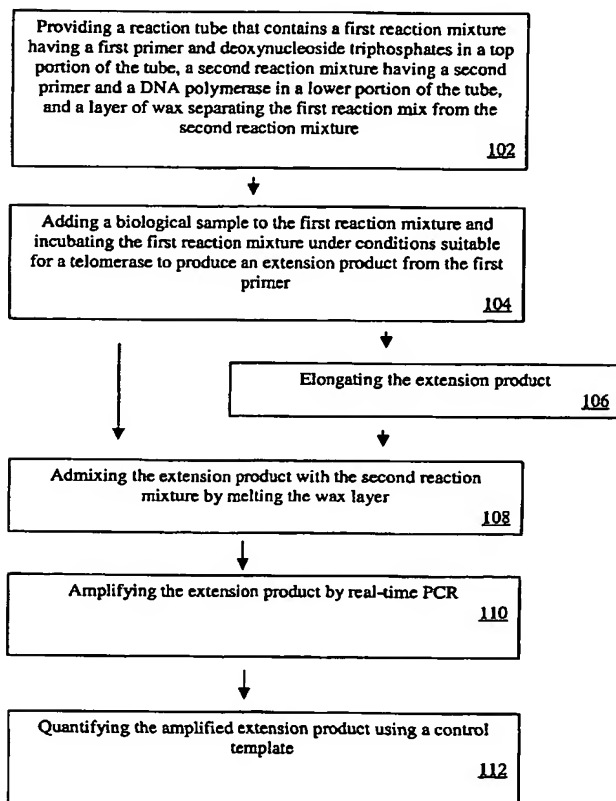 Providing a reaction tube that contains a first reaction mixture
having a first primer and deoxynucleoside triphosphates in a top
portion of the tube, a second reaction mixture having a second
primer and a DNA polymerase in a lower portion of the tube,
and a layer of wax separating the first reaction mix from the
second reaction mixture
102
Adding a biological sample to the first reaction mixture and
incubating the first reaction mixture under conditions suitable
for a telomerase to produce an extension product from the first
primer
104
Elongating the extension product
106
Admixing the extension product with the second reaction
mixture by melting the wax layer
108
Amplifying the extension product by real-time PCR
110
Quantifying the amplified extension product using a control
template
112